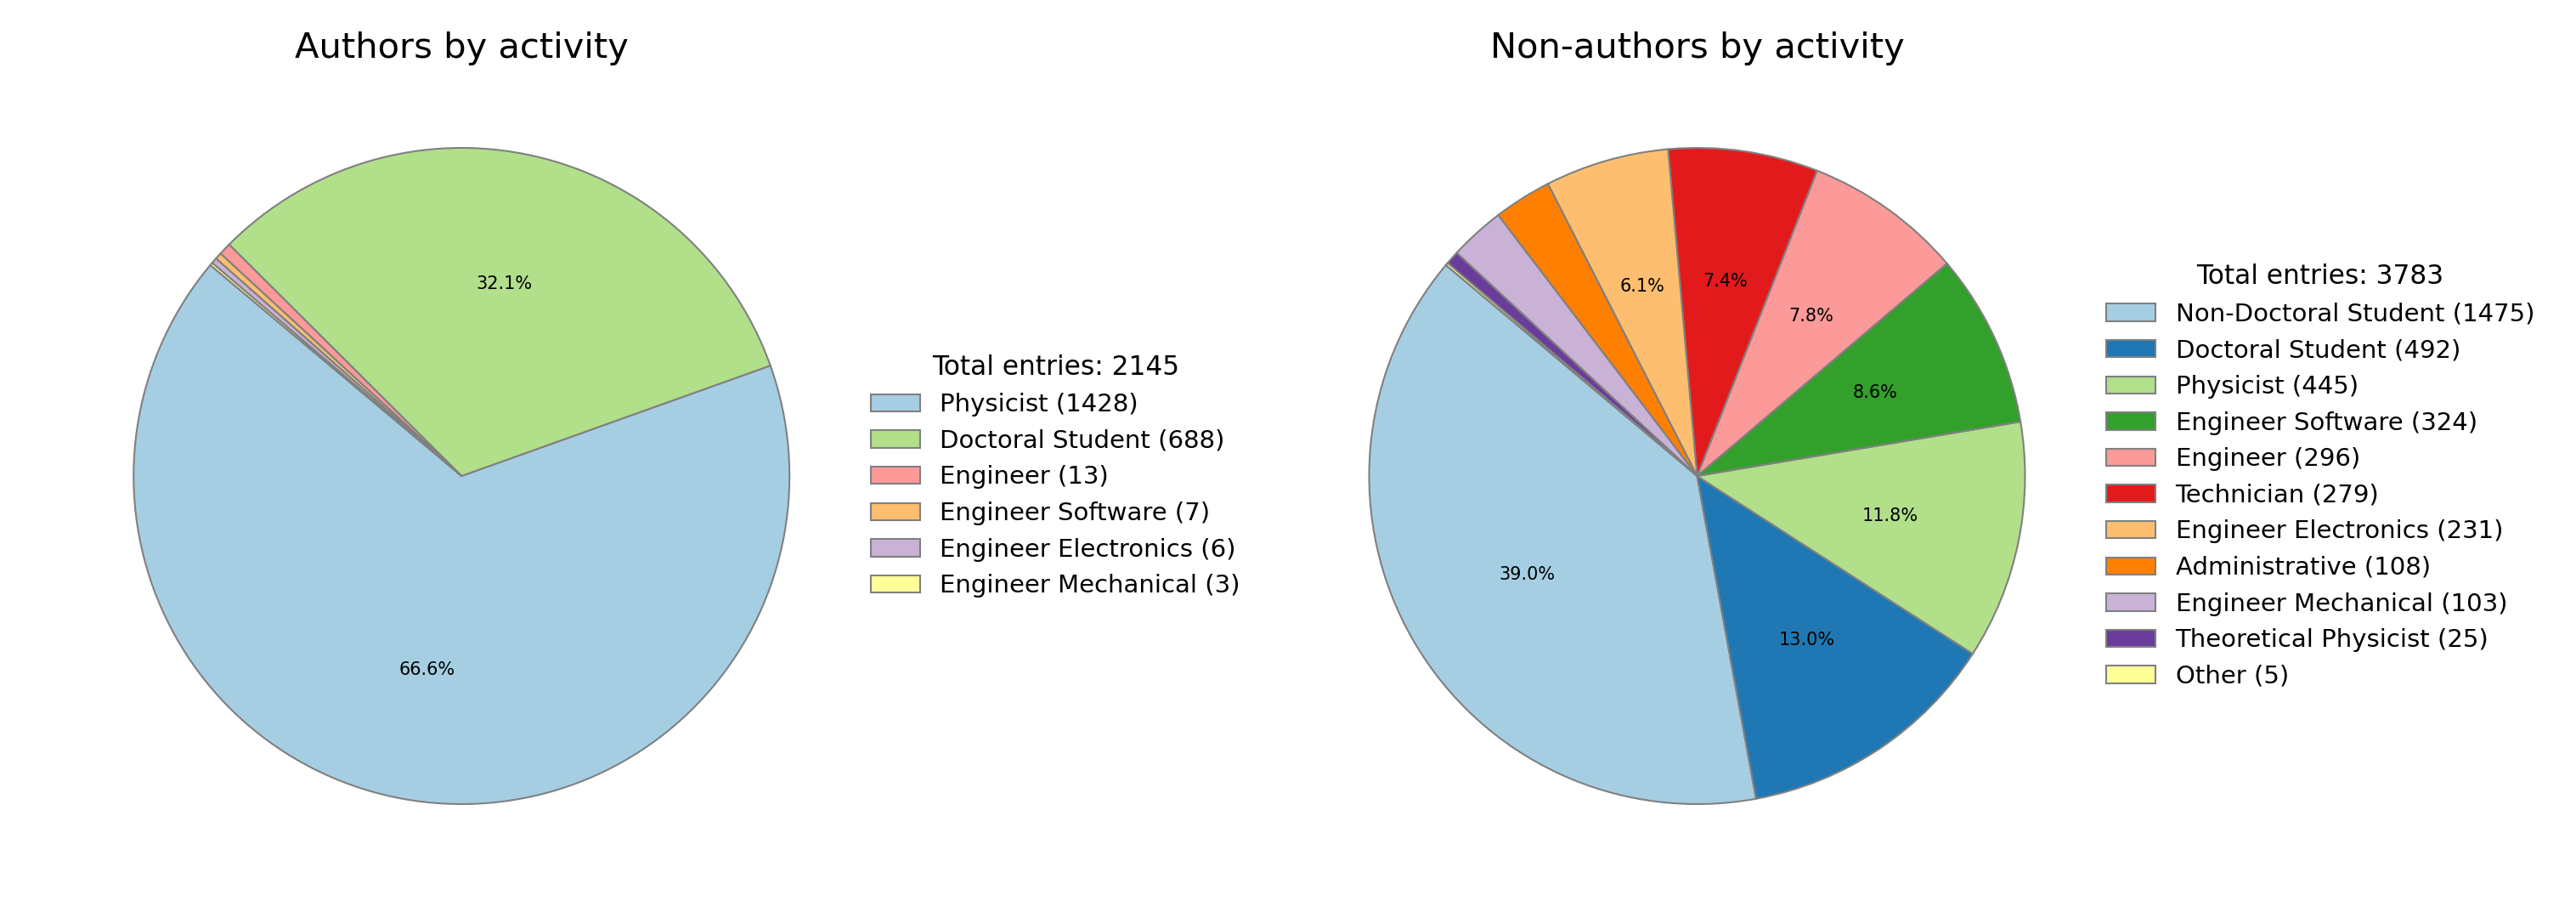 Authors by activity
32.1%
66.6%
Total entries: 2145
Physicist (1428)
Doctoral Student (688)
Engineer (13)
Engineer Software (7)
Engineer Electronics (6)
Engineer Mechanical (3)
Non-authors by activity
6.1%
7.4%
7.8%
8.6%
11.8%
39.0%
13.0%
Total entries: 3783
Non-Doctoral Student (1475)
Doctoral Student (492)
Physicist (445)
Engineer Software (324)
Engineer (296)
Technician (279)
Engineer Electronics (231)
Administrative (108)
Engineer Mechanical (103)
Theoretical Physicist (25)
Other (5)